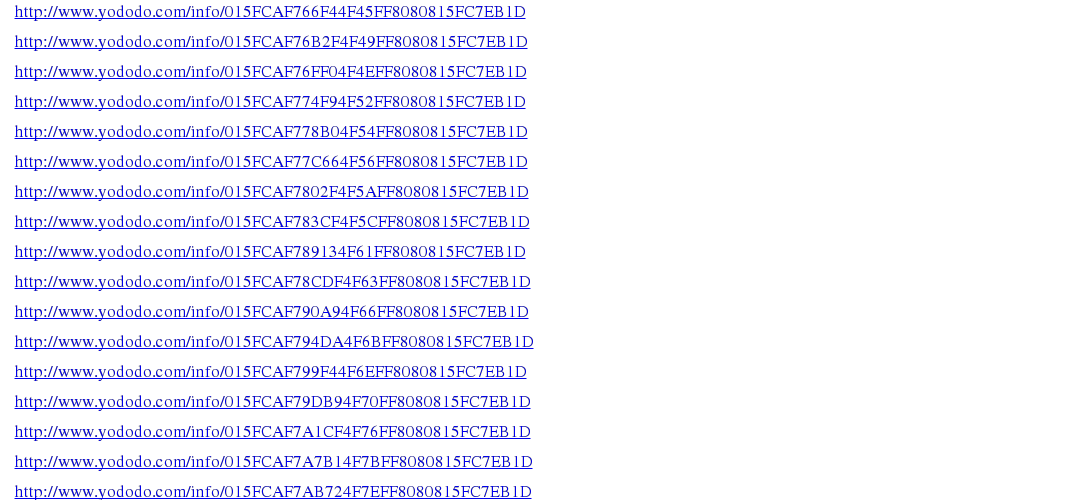 http://www.yododo.com/info/015FCAF766F44F45FF8080815FC7EB1D
http://www.yododo.com/info/015FCAF76B2F4F49FF8080815FC7EB1D
http://www.yododo.com/info/015FCAF76FF04F4EFF8080815FC7EB1D
http://www.yododo.com/info/015FCAF774F94F52FF8080815FC7EB1D
http://www.yododo.com/info/015FCAF778B04F54FF8080815FC7EB1D
http://www.yododo.com/info/015FCAF77C664F56FF8080815FC7EB1D
http://www.yododo.com/info/015FCAF7802F4F5AFF8080815FC7EB1D
http://www.yododo.com/info/015FCAF783CF4F5CFF8080815FC7EB1D
http://www.yododo.com/info/015FCAF789134F61FF8080815FC7EB1D
http://www.yododo.com/info/015FCAF78CDF4F63FF8080815FC7EB1D
http://www.yododo.com/info/015FCAF790A94F66FF8080815FC7EB1D
http://www.yododo.com/info/015FCAF794DA4F6BFF8080815FC7EB1D
http://www.yododo.com/info/015FCAF799F44F6EFF8080815FC7EB1D
http://www.yododo.com/info/015FCAF79DB94F70FF8080815FC7EB1D
http://www.yododo.com/info/015FCAF7A1CF4F76FF8080815FC7EB1D
http://www.yododo.com/info/015FCAF7A7B14F7BFF8080815FC7EB1D
http://www.yododo.com/info/015FCAF7AB724F7EFF8080815FC7EB1D